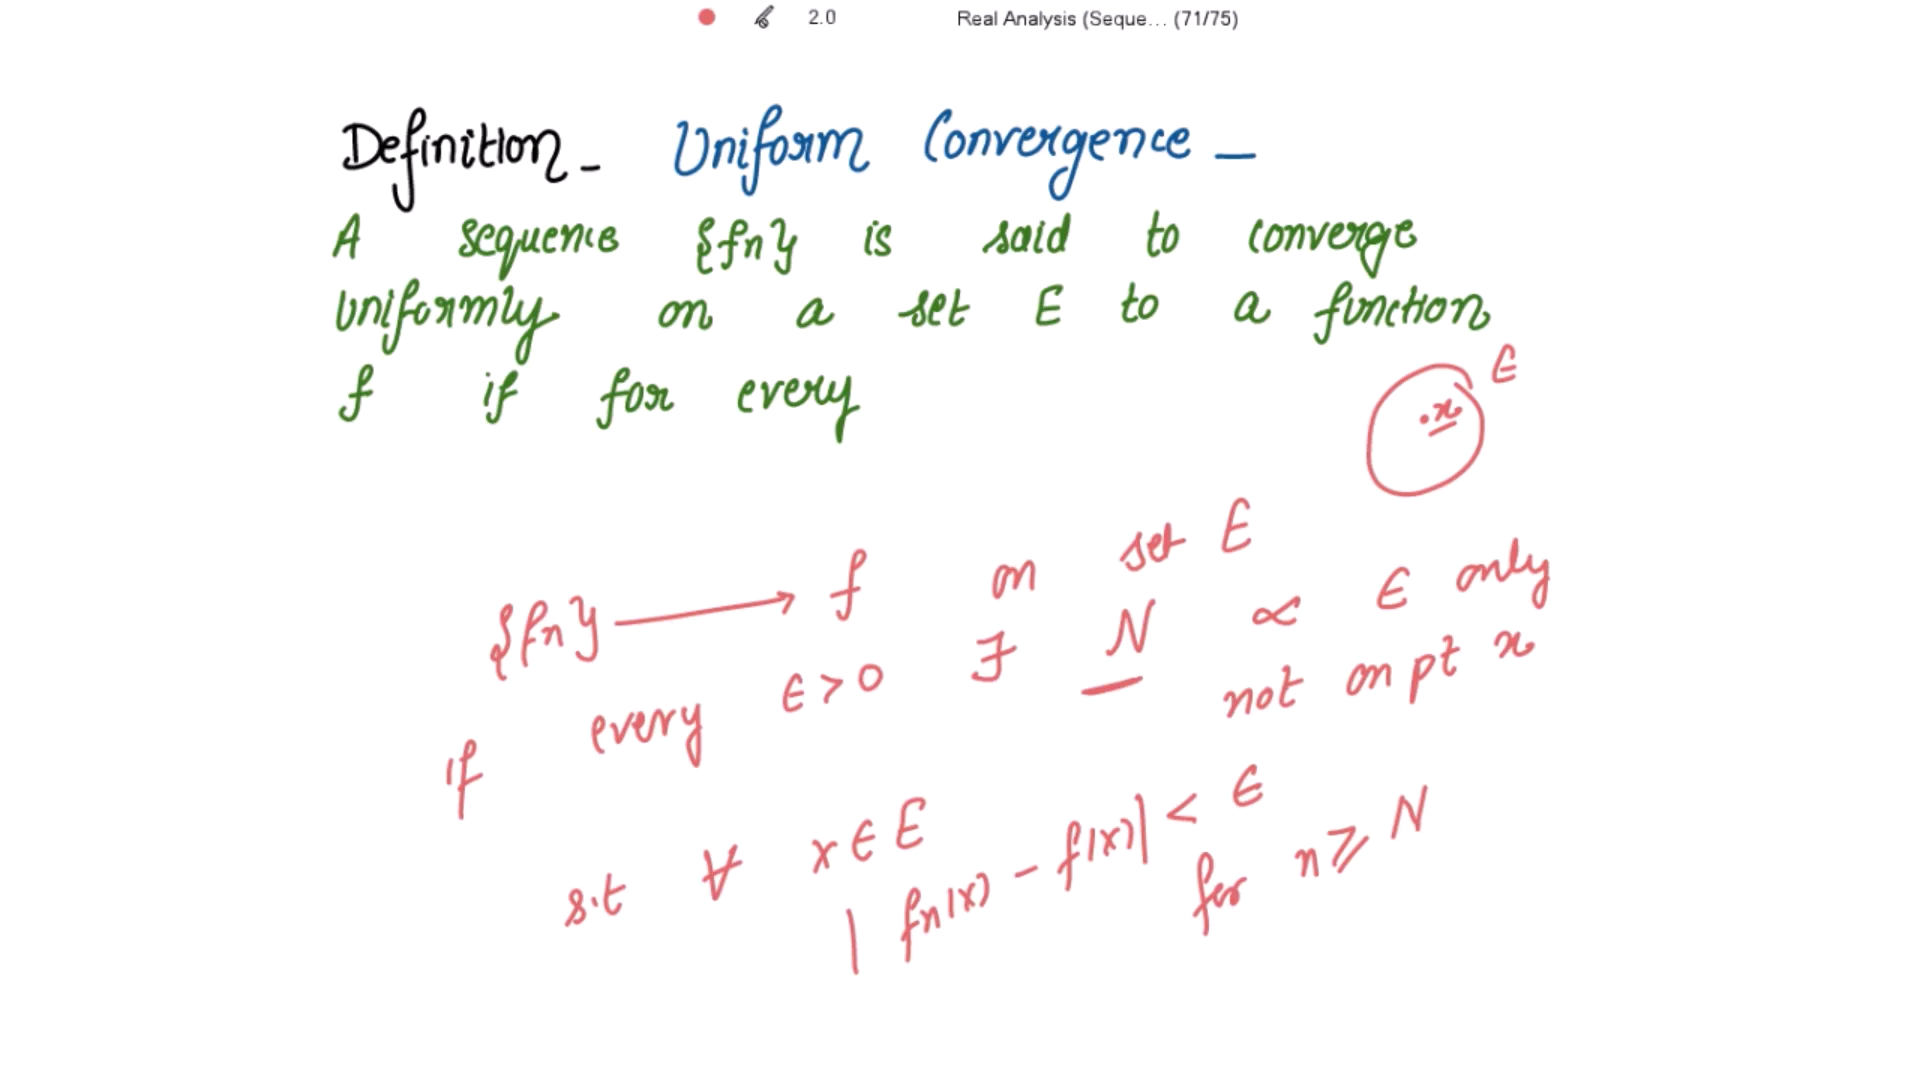 2.0 Real Analysis (Seque... (71/75)
Definition - Uniform Convergence -
A sequence {fn} is said to converge
Uniformly on a set E to a function
f if for every
E
.x
{fn} → f on set E
if every ϵ > 0 ∃ N ∝ ϵ only
not on pt x
s.t ∀ x ∈ E
| fn(x) - f(x)| < ϵ
for n ≥ N